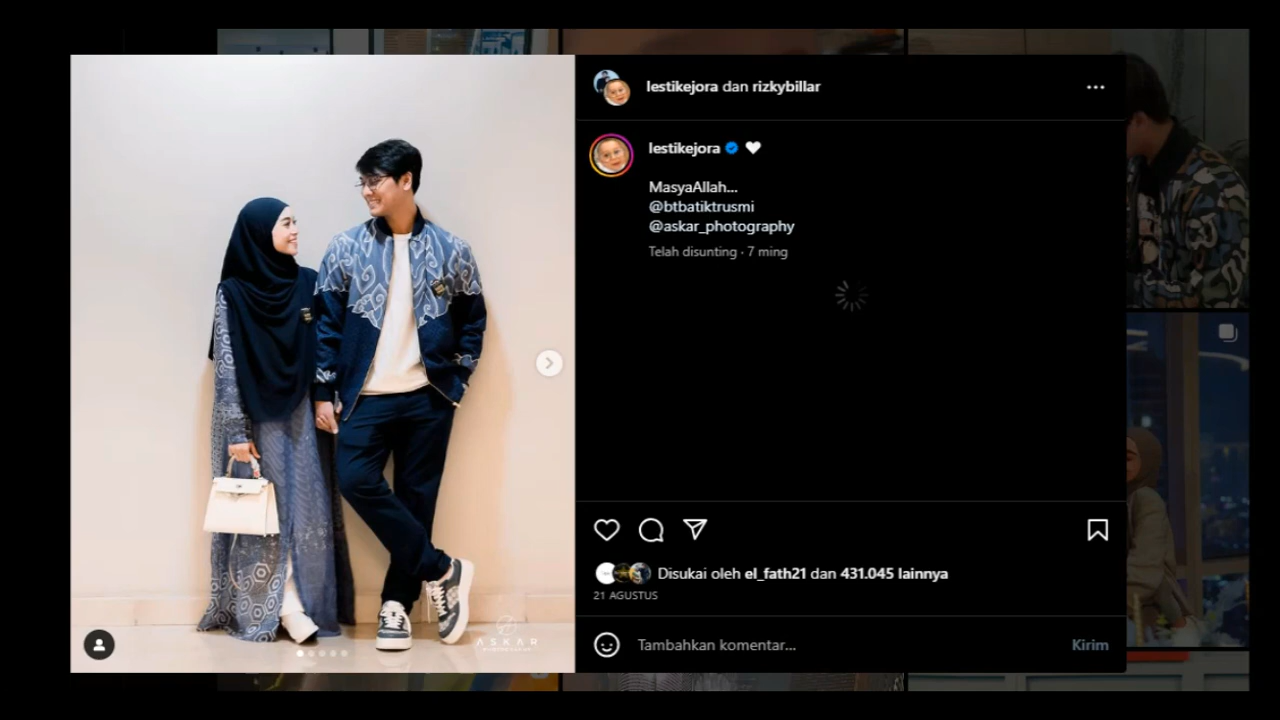 lestikejora dan rizkybillar
lestikejora
MasyaAllah...
@btbatiktrusmi
@askar_photography
Telah disunting · 7 ming
Disukai oleh el_fath21 dan 431.045 lainnya
21 AGUSTUS
Tambahkan komentar...
Kirim
ASKAR